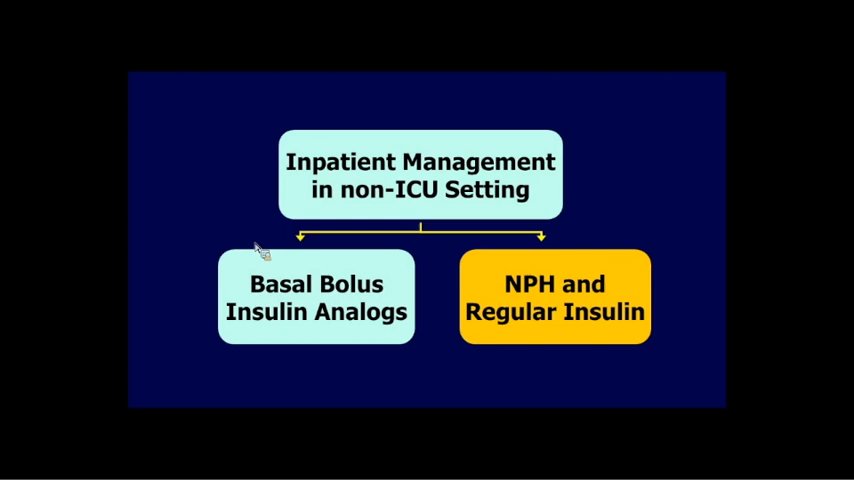 Inpatient Management
in non-ICU Setting
Basal Bolus
Insulin Analogs
NPH and
Regular Insulin